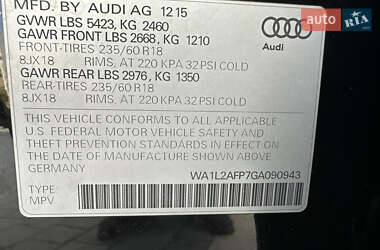 MFD. BY AUDI AG 12 15
GVWR LBS 5423, KG 2460
GAWR FRONT LBS 2668, KG 1210
FRONT-TIRES 235/60 R18
8JX18 RIMS, AT 220 KPA 32 PSI COLD
GAWR REAR LBS 2976, KG 1350
REAR-TIRES 235/60 R18
8JX18 RIMS, AT 220 KPA 32 PSI COLD
Audi
THIS VEHICLE CONFORMS TO ALL APPLICABLE
U.S. FEDERAL MOTOR VEHICLE SAFETY AND
THEFT PREVENTION STANDARDS IN EFFECT ON THE
DATE OF MANUFACTURE SHOWN ABOVE.
WA1L2AFP7GA090943
TYPE:
MPV
RIA.com